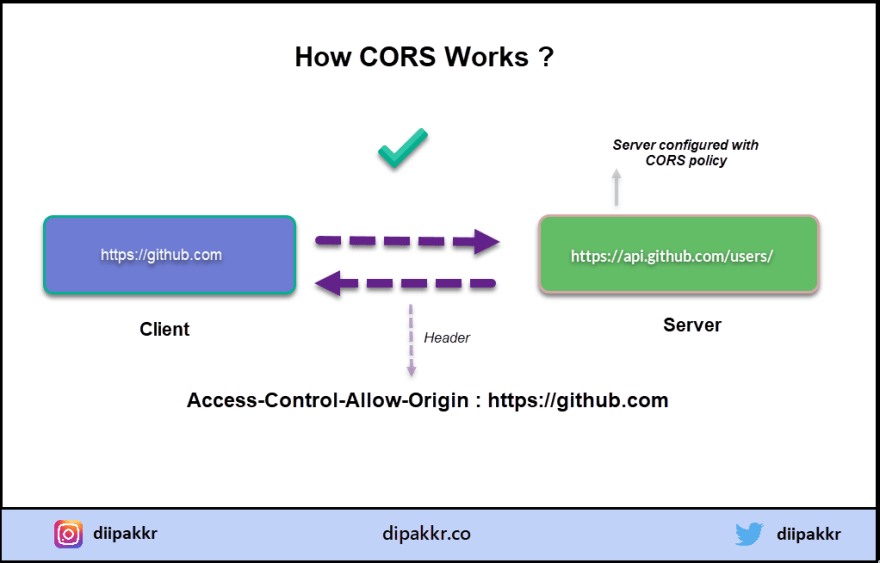 How CORS Works ?
Server configured with
CORS policy
https://github.com
https://api.github.com/users/
Client
Server
Header
Access-Control-Allow-Origin : https://github.com
diipakkr
dipakkr.co
diipakkr